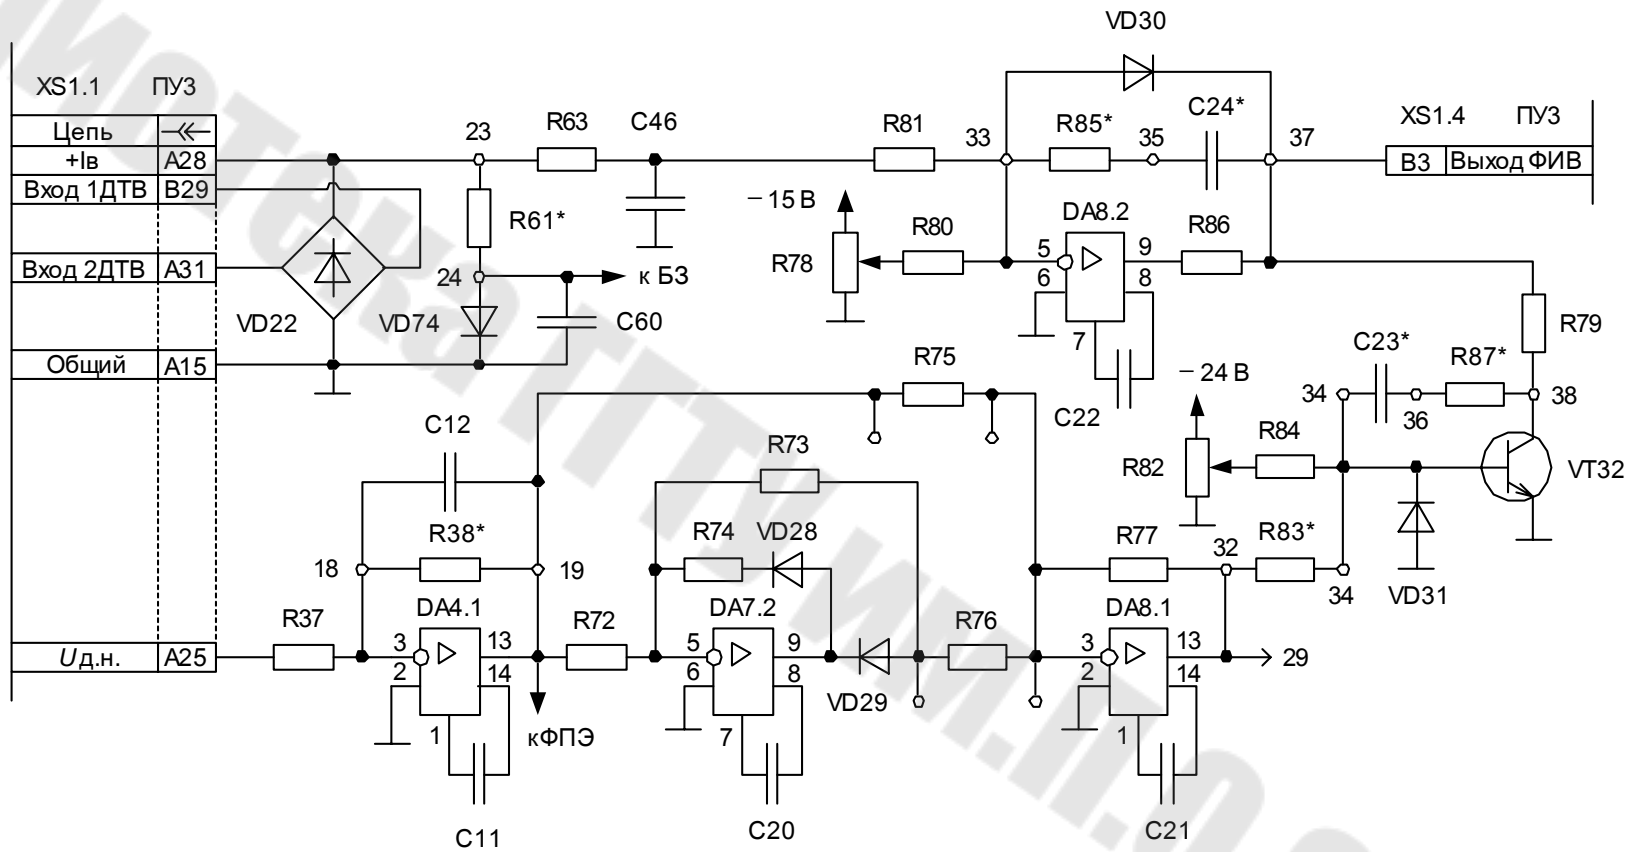 VD30
XS1.1 ПУ3
C24*
XS1.4 ПУ3
Цепь
23 R63 C46 R81 33 R85* 35 37
+Iв A28
B3 Выход ФИВ
Вход 1ДТВ B29
– 15 В
DA8.2
R61*
R80 R86
5 9
Вход 2ДТВ A31
24 к БЗ
R78
6 8
VD22 VD74 C60
R79
7
C23* R87*
Общий A15
R75
– 24 В
34 36 38
C12
C22
R73
R84
R82
VT32
R38*
R74 VD28
R77 32 R83*
18 19
34 VD31
R37 DA4.1 R72 DA7.2 R76 DA8.1
Uд.н. A25
3 13 5 9 3 13 29
2 14 6 8 2 14
VD29
1 кФПЭ 7 1
C11 C20 C21
ИОТЕКА ГГТУ ИМ.П.О